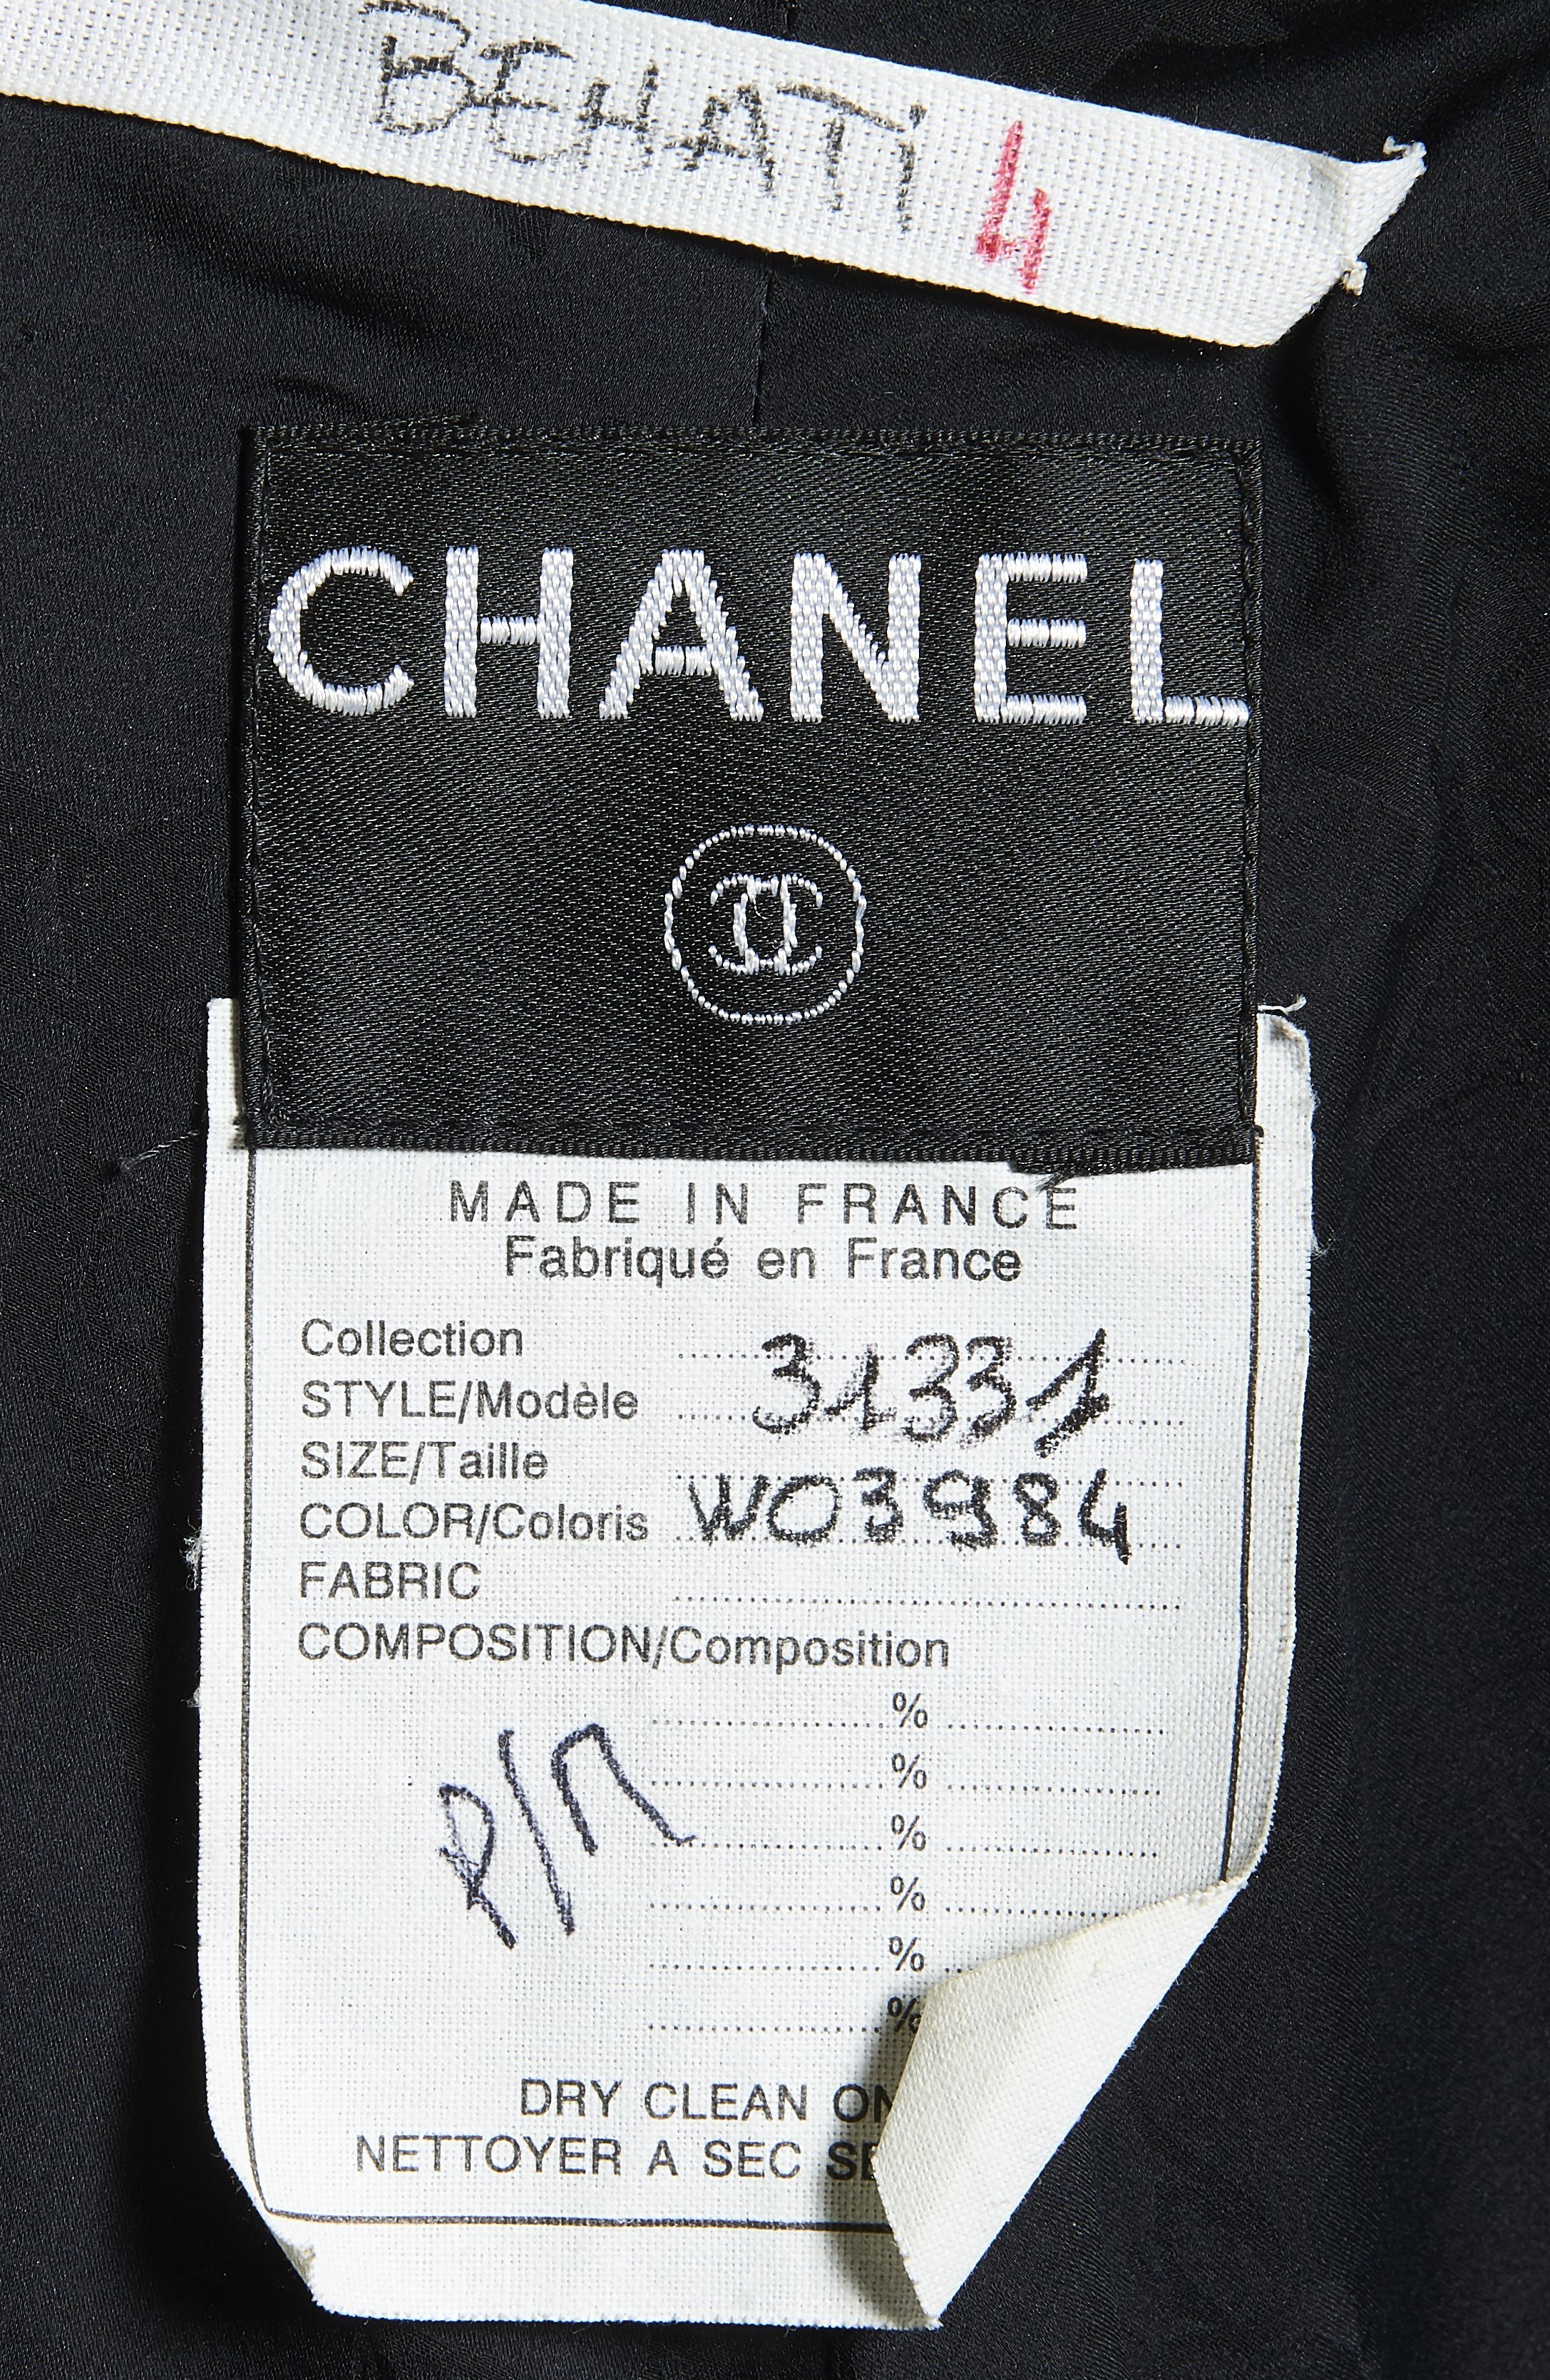 BEHATi 4
CHANEL
MADE IN FRANCE
Fabriqué en France
Collection
STYLE/Modèle 31331
SIZE/Taille
COLOR/Coloris W03984
FABRIC
COMPOSITION/Composition
%
%
%
%
%
%
DRY CLEAN ON
NETTOYER A SEC SE